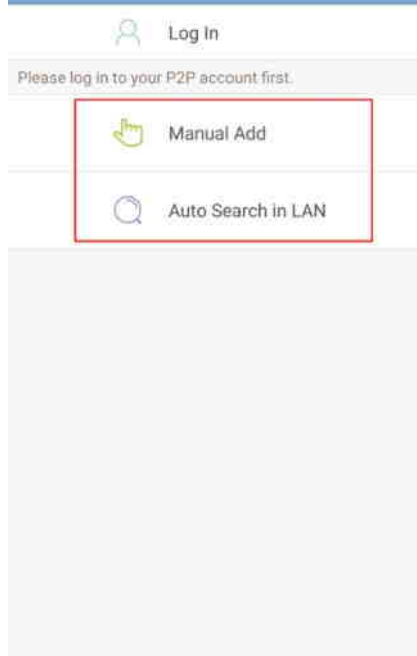 Log In
Please log in to your P2P account first.
Manual Add
Auto Search in LAN